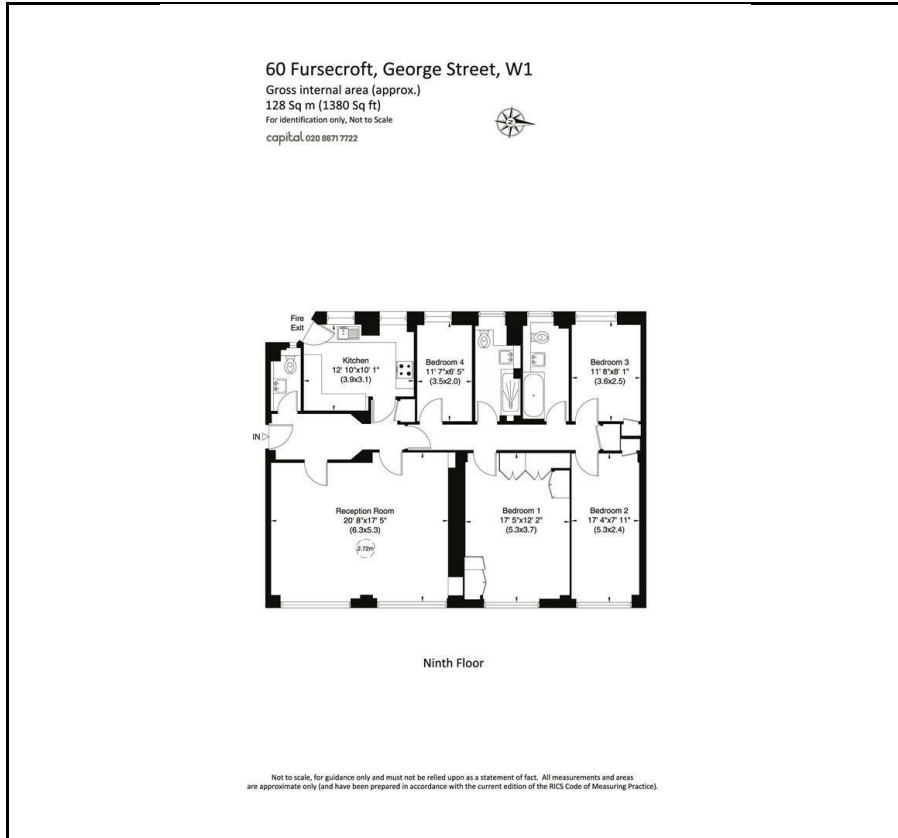 60 Fursecroft, George Street, W1
Gross internal area (approx.)
128 Sq m (1380 Sq ft)
For identification only, Not to Scale
capital 020 8671 7722
N
Fire
Exit
Kitchen
12' 10"x10' 1"
(3.9x3.1)
Bedroom 4
11' 7"x6' 5"
(3.5x2.0)
Bedroom 3
11' 8"x8' 1"
(3.6x2.5)
IN
Reception Room
20' 8"x17' 5"
(6.3x5.3)
2.72m
Bedroom 1
17' 5"x12' 2"
(5.3x3.7)
Bedroom 2
17' 4"x7' 11"
(5.3x2.4)
Ninth Floor
Not to scale, for guidance only and must not be relied upon as a statement of fact. All measurements and areas
are approximate only (and have been prepared in accordance with the current edition of the RICS Code of Measuring Practice).